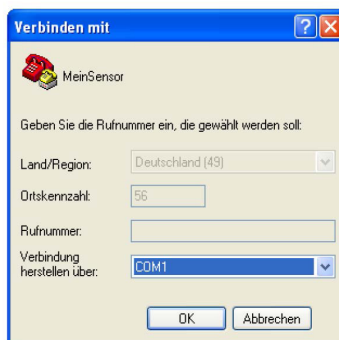 Verbinden mit
MeinSensor
Geben Sie die Rufnummer ein, die gewählt werden soll:
Land/Region: Deutschland (49)
Ortskennzahl: 56
Rufnummer:
Verbindung
herstellen über: COM1
OK Abbrechen